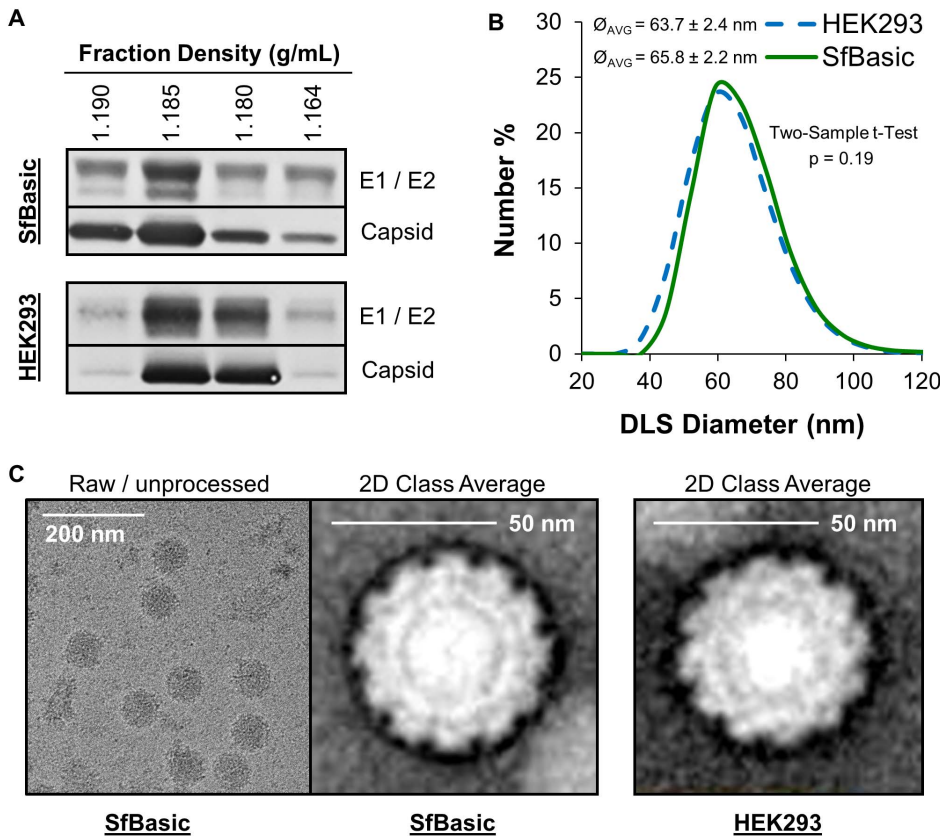 A
Fraction Density (g/mL)
1.190 1.185 1.180 1.164
SfBasic
E1 / E2
Capsid
HEK293
E1 / E2
Capsid
B
Ø AVG = 63.7 ± 2.4 nm HEK293
Ø AVG = 65.8 ± 2.2 nm SfBasic
Two-Sample t-Test
p = 0.19
Number %
30
25
20
15
10
5
0
20 40 60 80 100 120
DLS Diameter (nm)
C
Raw / unprocessed 2D Class Average 2D Class Average
200 nm 50 nm 50 nm
SfBasic SfBasic HEK293